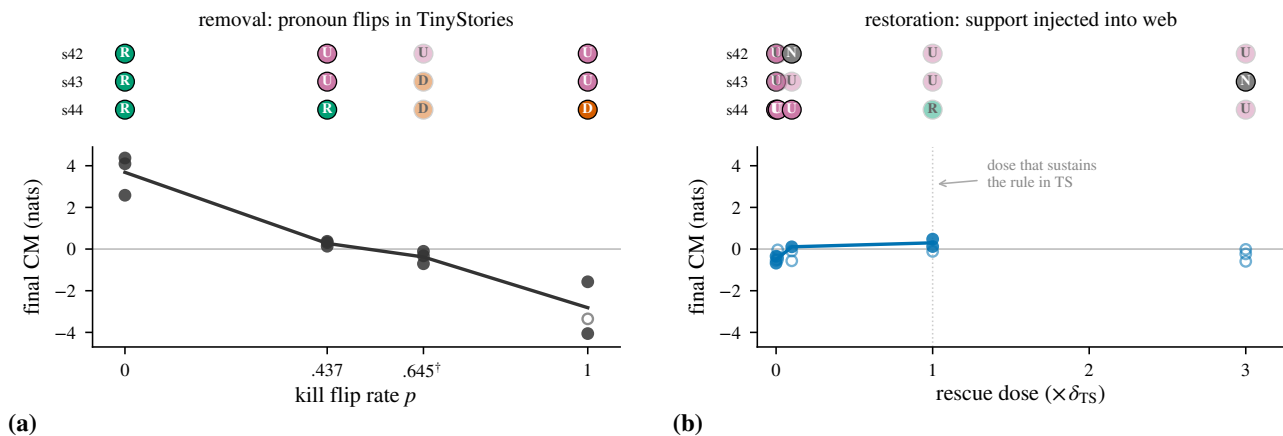 removal: pronoun flips in TinyStories
s42 R U U U
s43 R U D U
s44 R R D D
final CM (nats)
4
2
0
−2
−4
0 .437 .645† 1
kill flip rate p
(a)
restoration: support injected into web
s42 U N U U
s43 U U U N
s44 U U R U
dose that sustains
the rule in TS
final CM (nats)
4
2
0
−2
−4
0 1 2 3
rescue dose (×δTS)
(b)